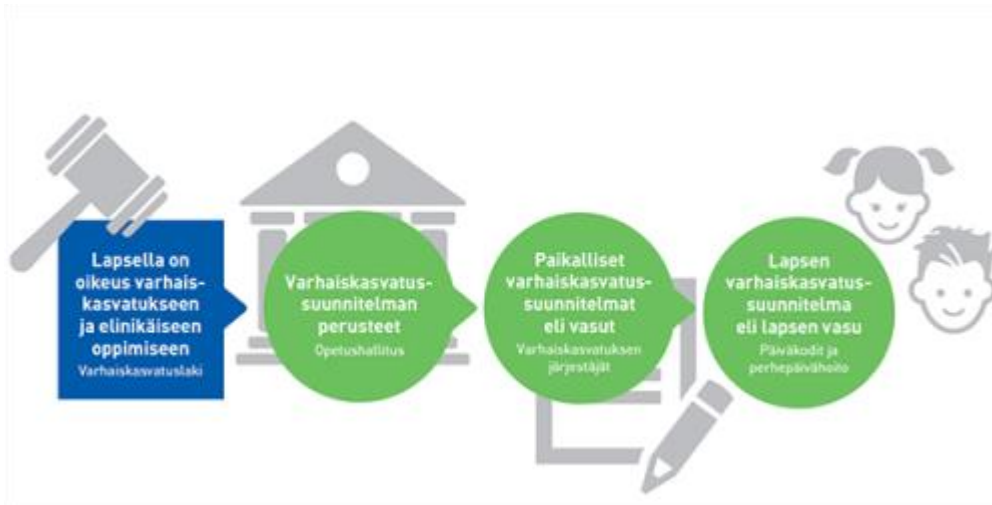 Lapsella on
oikeus varhais-
kasvatukseen
ja elinikäiseen
oppimiseen
Varhaiskasvatuslaki
Varhaiskasvatus-
suunnitelman
perusteet
Opetushallitus
Paikalliset
varhaiskasvatus-
suunnitelmat
eli vasut
Varhaiskasvatuksen
järjestäjät
Lapsen
varhaiskasvatus-
suunnitelma
eli lapsen vasu
Päiväkodit ja
perhepäivähoito